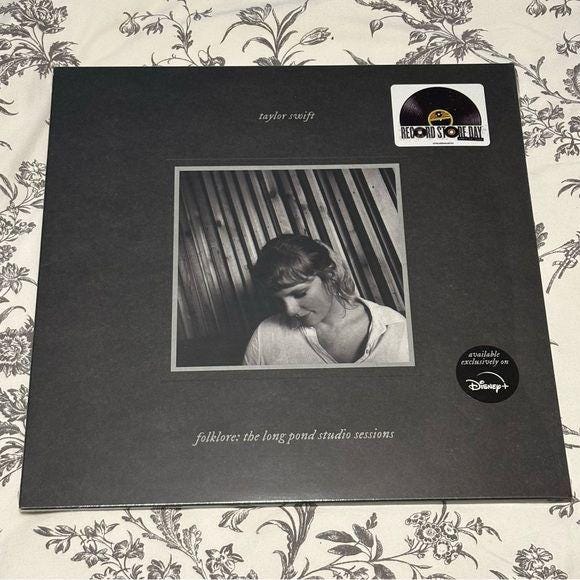 taylor swift
RECORD STORE DAY
available
exclusively on
Disney+
folklore: the long pond studio sessions